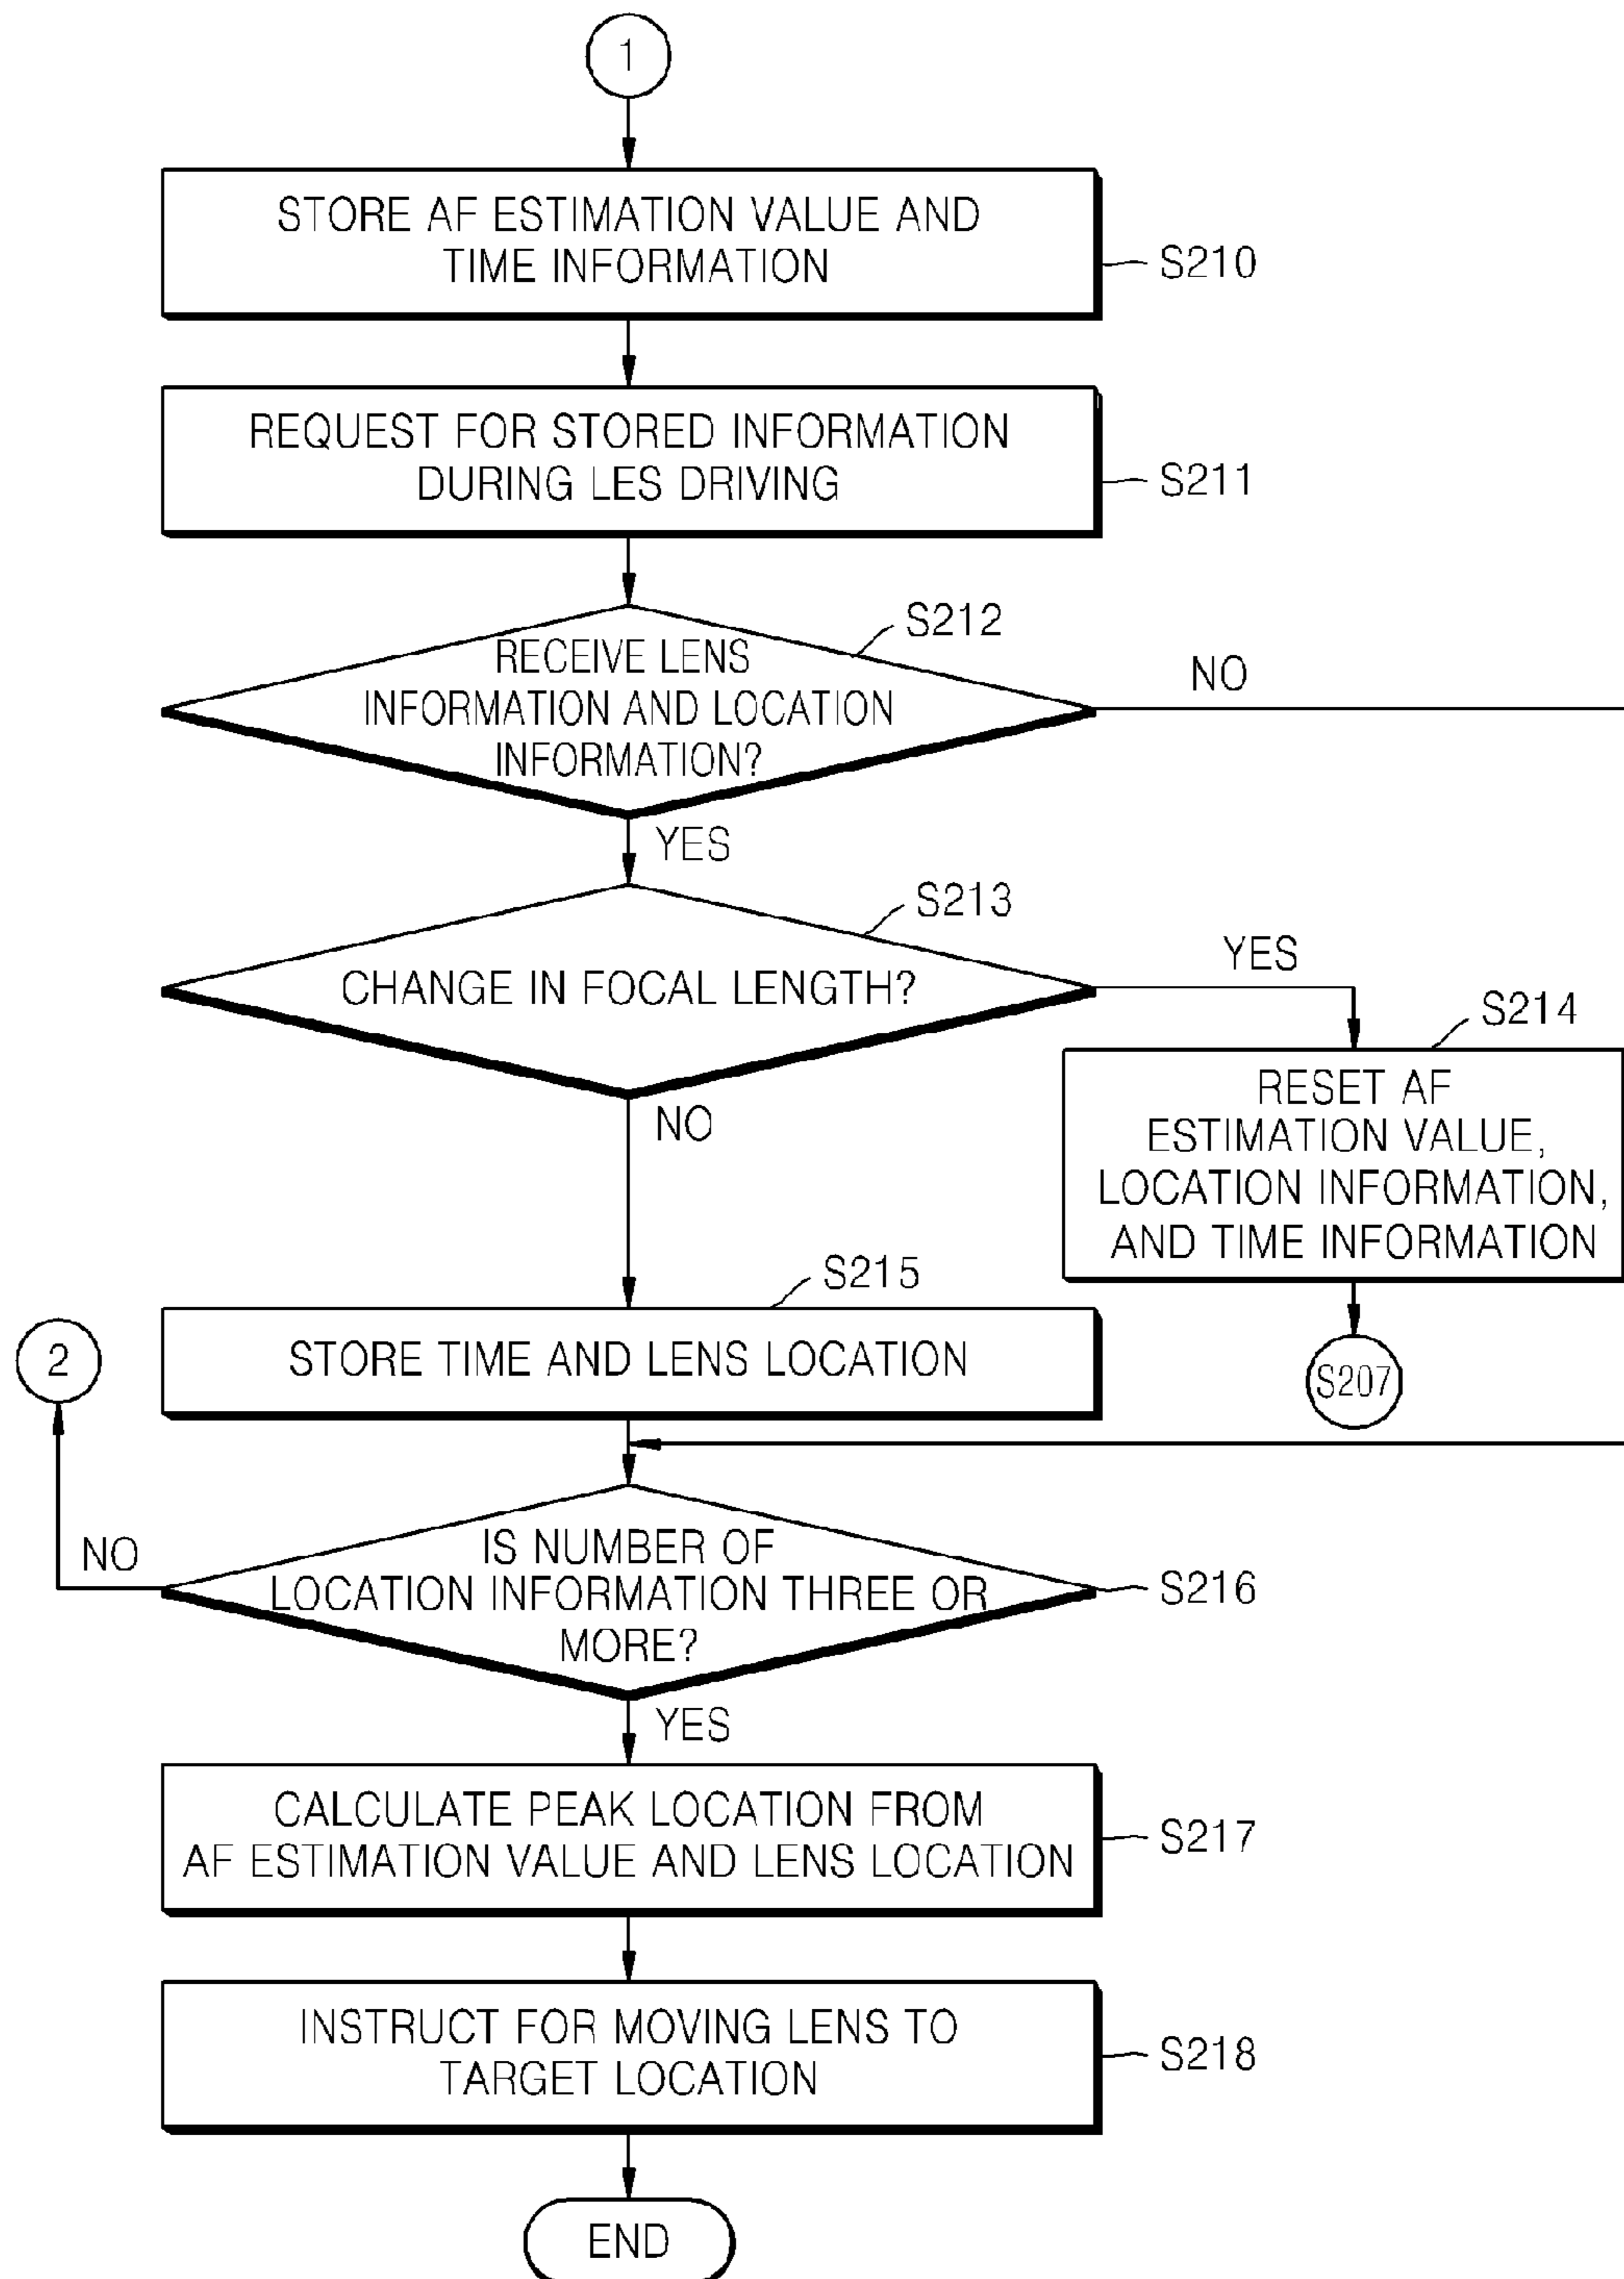 1
STORE AF ESTIMATION VALUE AND
TIME INFORMATION
S210
REQUEST FOR STORED INFORMATION
DURING LES DRIVING
S211
S212
RECEIVE LENS
INFORMATION AND LOCATION
INFORMATION?
NO
YES
S213
CHANGE IN FOCAL LENGTH?
YES
S214
RESET AF
ESTIMATION VALUE,
LOCATION INFORMATION,
AND TIME INFORMATION
NO
S207
S215
STORE TIME AND LENS LOCATION
2
NO
IS NUMBER OF
LOCATION INFORMATION THREE OR
MORE?
S216
YES
CALCULATE PEAK LOCATION FROM
AF ESTIMATION VALUE AND LENS LOCATION
S217
INSTRUCT FOR MOVING LENS TO
TARGET LOCATION
S218
END